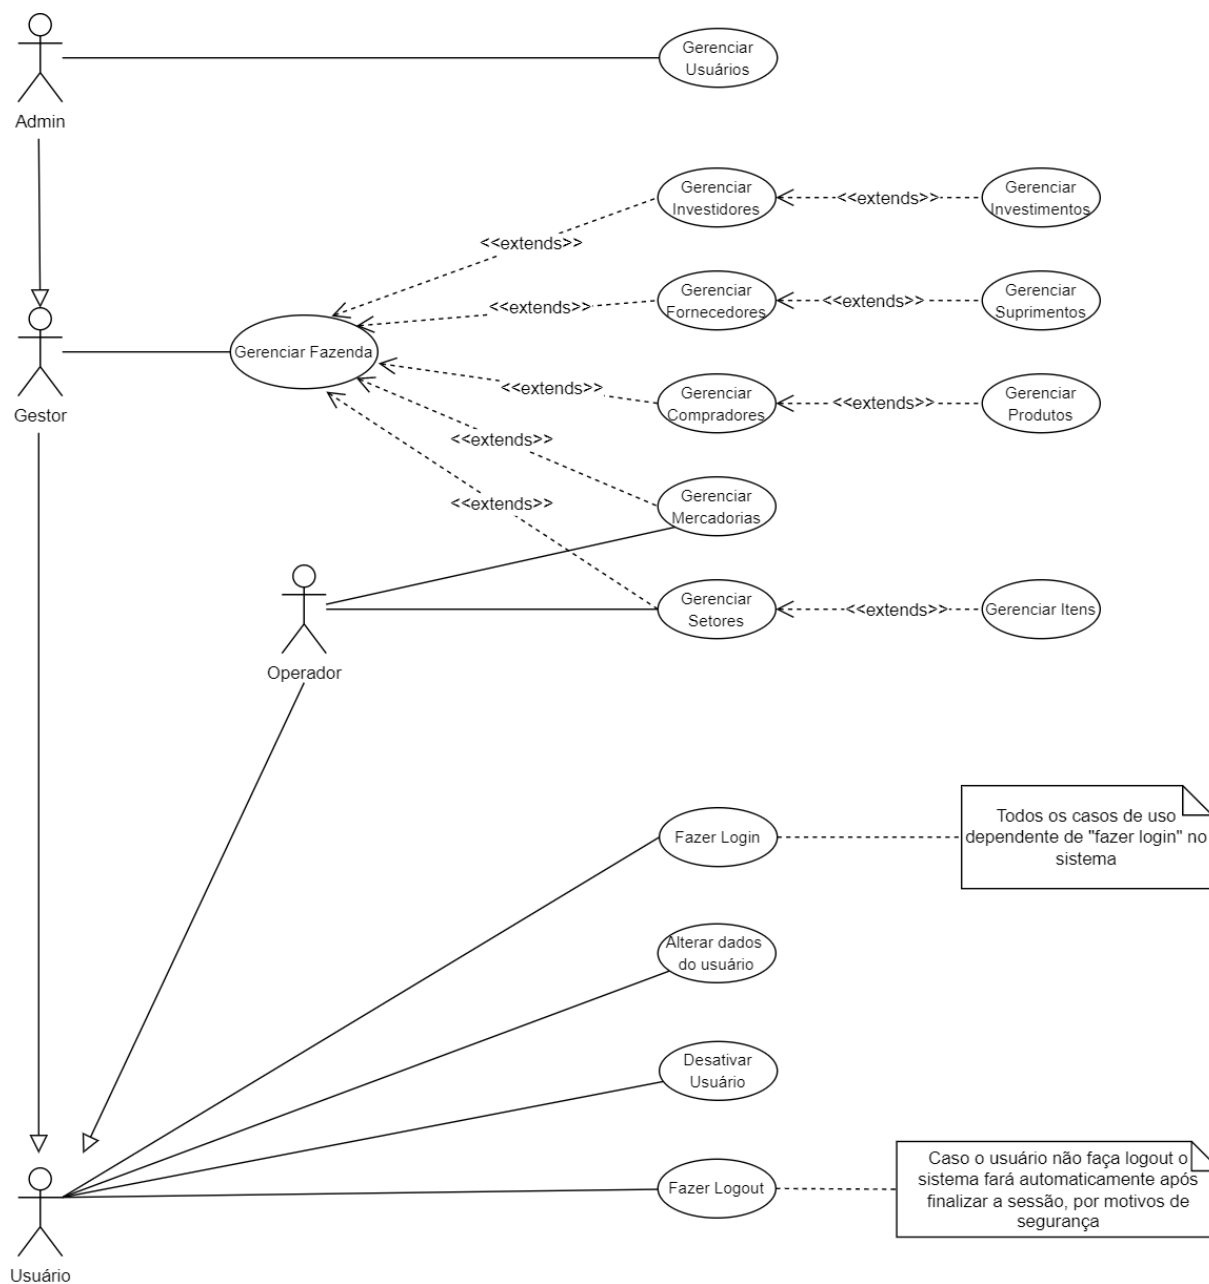 Gerenciar
Usuários
Admin
Gerenciar
Investidores
<<extends>>
Gerenciar
Investimentos
<<extends>>
Gerenciar
Fornecedores
<<extends>>
Gerenciar
Suprimentos
<<extends>>
Gerenciar Fazenda
Gestor
Gerenciar
Compradores
<<extends>>
Gerenciar
Produtos
<<extends>>
<<extends>>
Gerenciar
Mercadorias
<<extends>>
Gerenciar
Setores
<<extends>>
Gerenciar Itens
Operador
Fazer Login
Todos os casos de uso
dependente de "fazer login" no
sistema
Alterar dados
do usuário
Desativar
Usuário
Fazer Logout
Caso o usuário não faça logout o
sistema fará automaticamente após
finalizar a sessão, por motivos de
segurança
Usuário